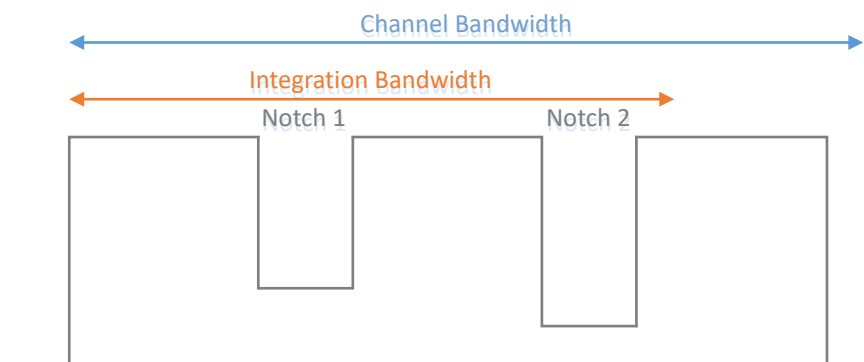 Channel Bandwidth
Integration Bandwidth
Notch 1
Notch 2